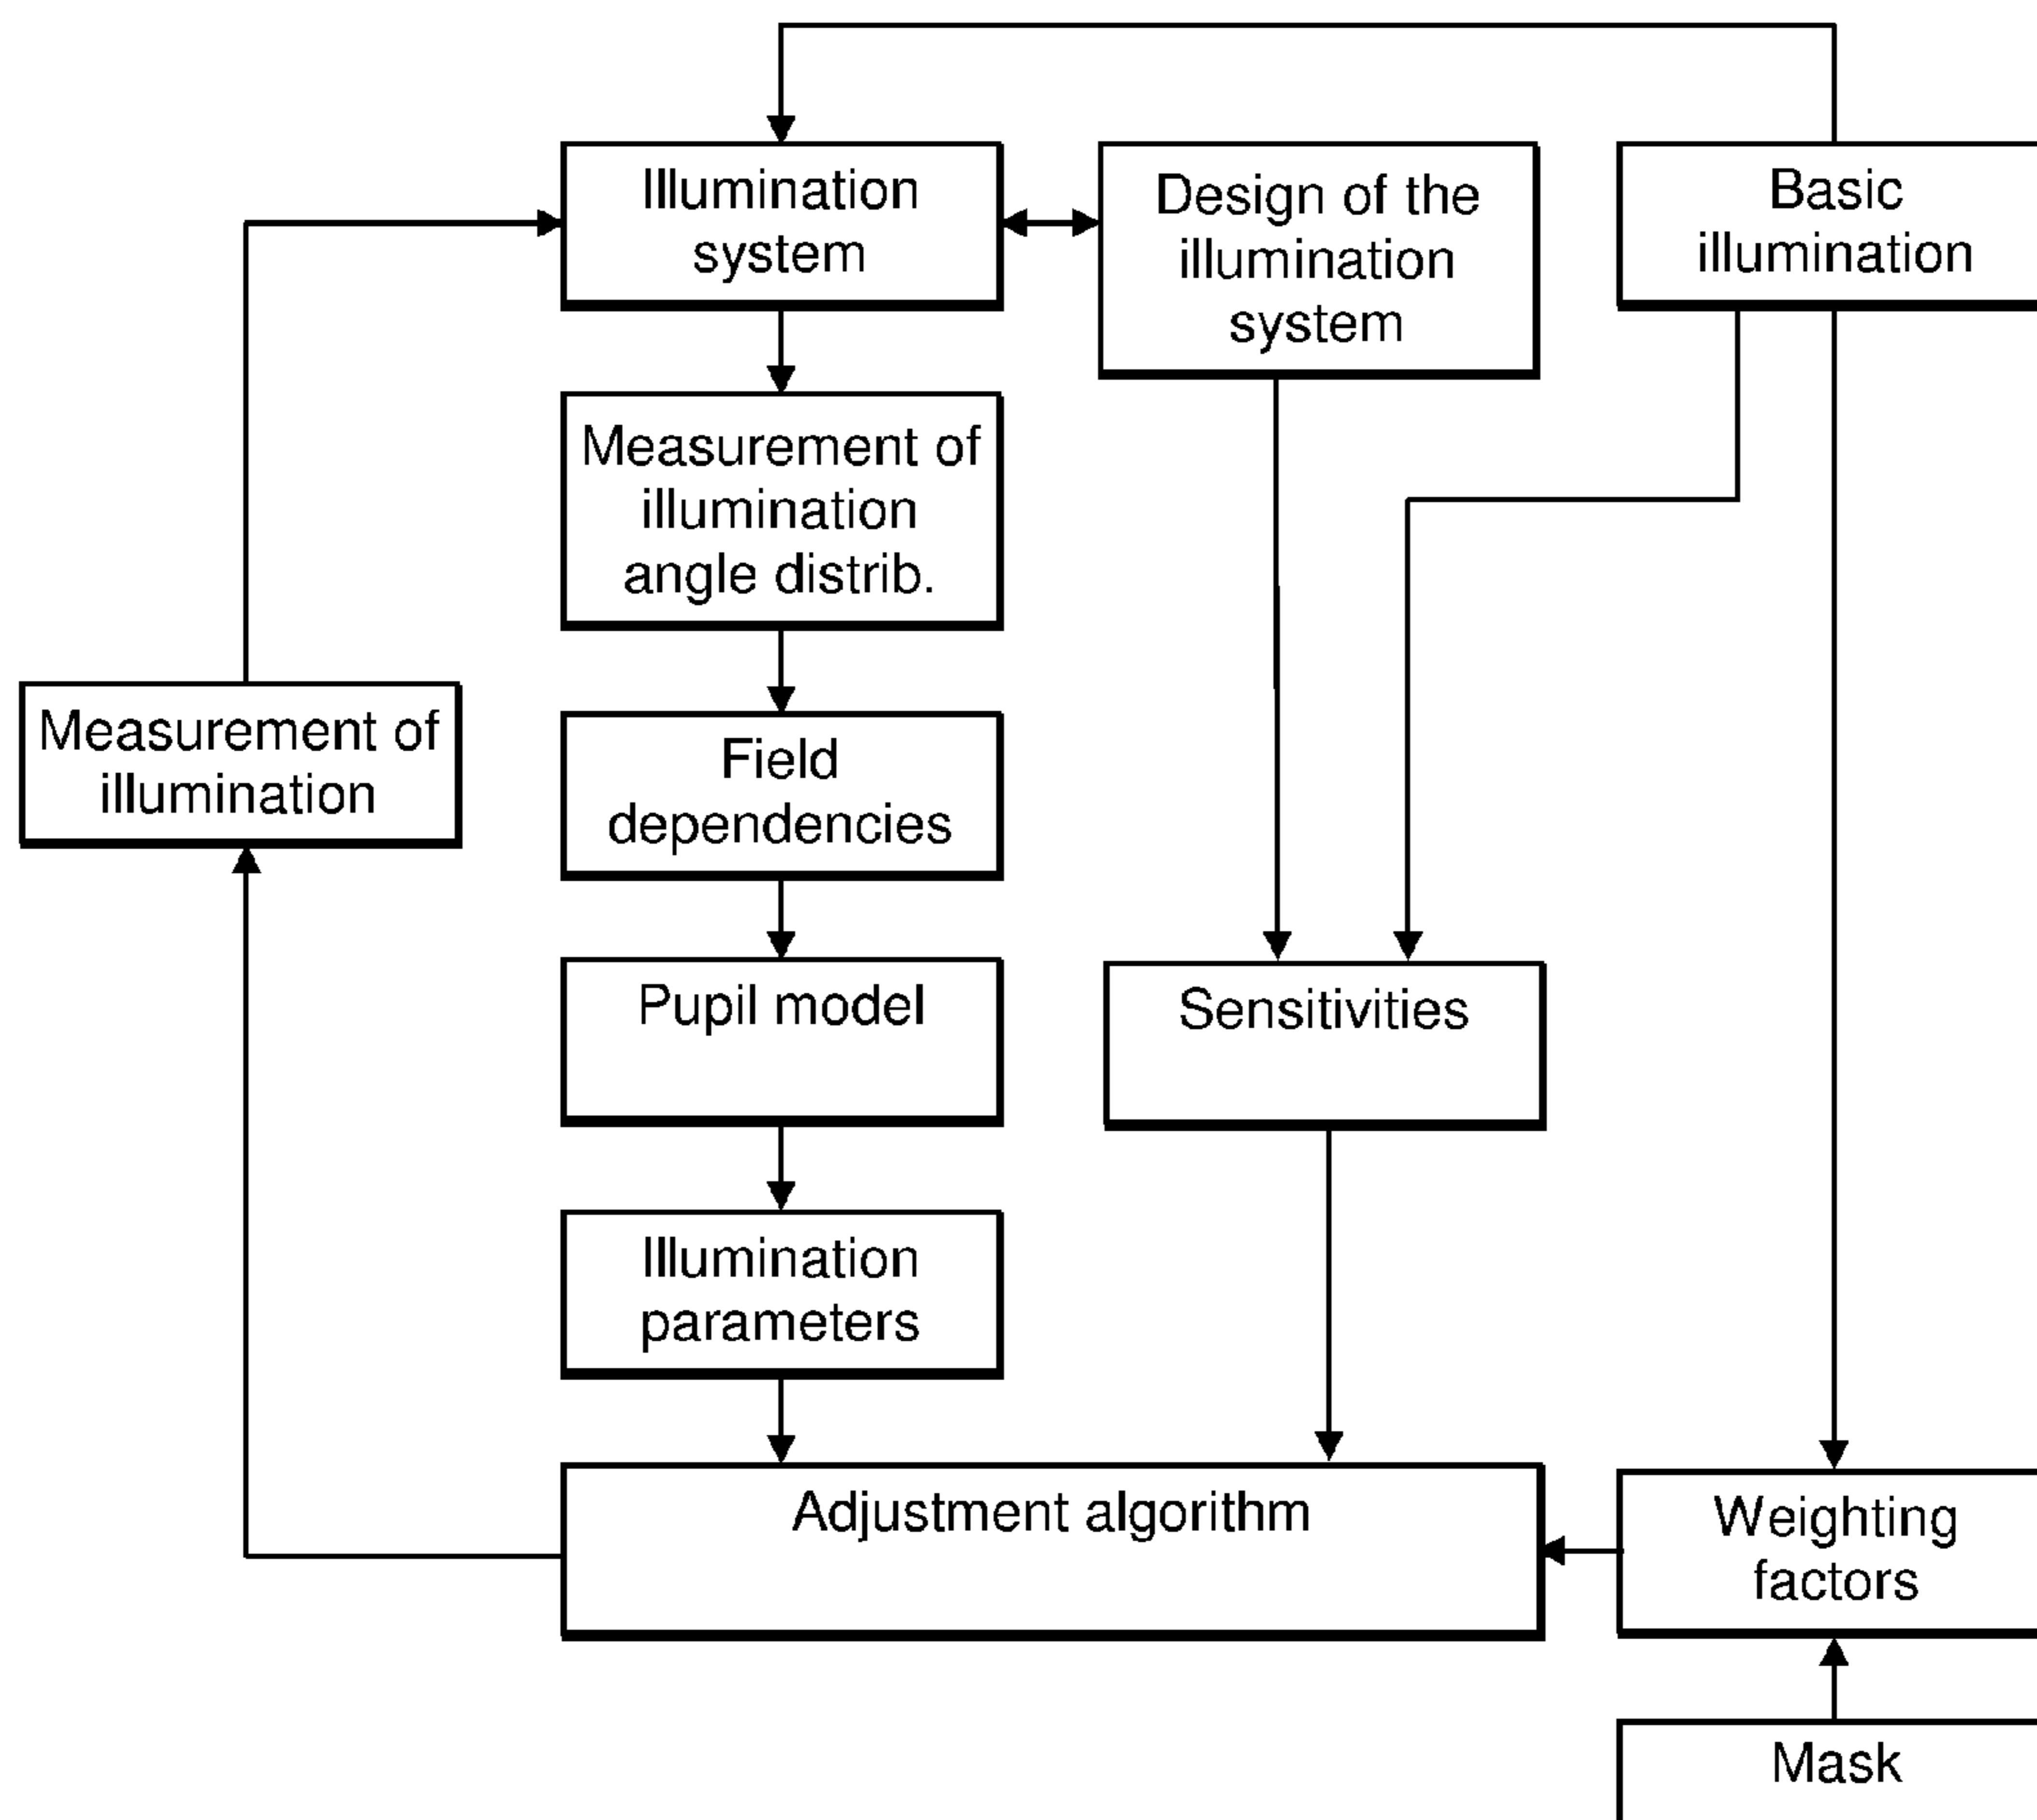 Illumination
system
Design of the
illumination
system
Basic
illumination
Measurement of
illumination
angle distrib.
Measurement of
illumination
Field
dependencies
Pupil model
Sensitivities
Illumination
parameters
Adjustment algorithm
Weighting
factors
Mask